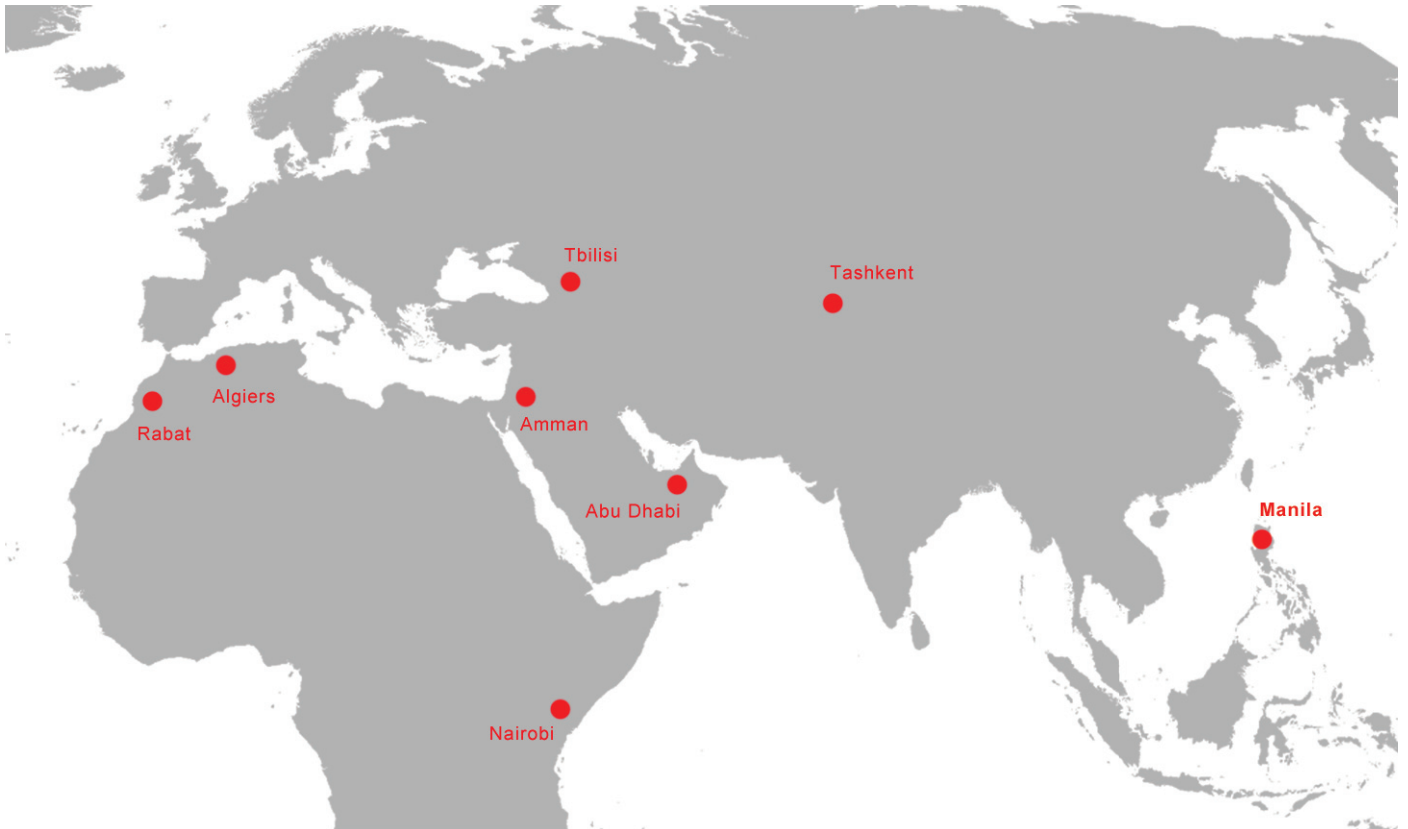 Tbilisi
Tashkent
Algiers
Rabat
Amman
Abu Dhabi
Manila
Nairobi